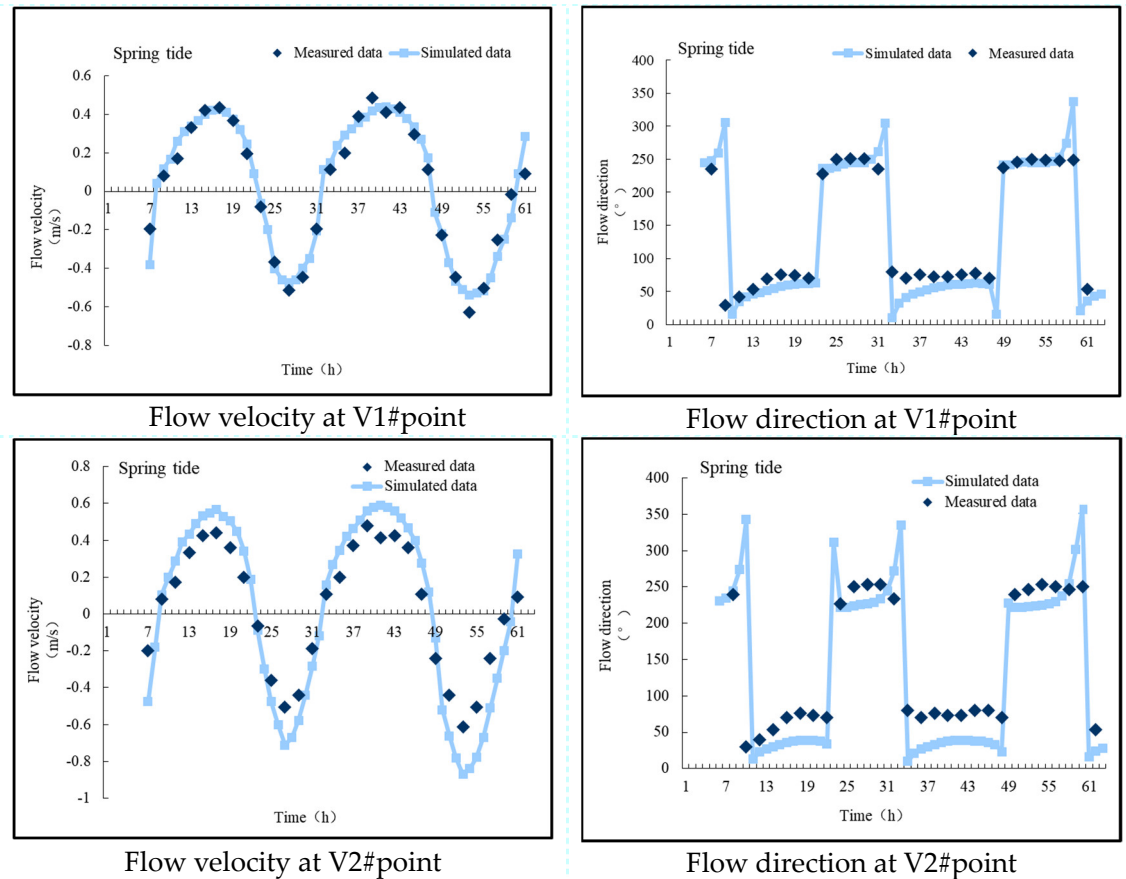 Spring tide
Measured data
Simulated data
0.6
0.4
0.2
0
-0.2
-0.4
-0.6
-0.8
1 7 13 19 25 31 37 43 49 55 61
Flow velocity
（m/s）
Time（h）
Flow velocity at V1#point
Spring tide
Simulated data
Measured data
400
350
300
250
200
150
100
50
0
1 7 13 19 25 31 37 43 49 55 61
Flow direction
（°）
Time（h）
Flow direction at V1#point
Spring tide
Measured data
Simulated data
0.8
0.6
0.4
0.2
0
-0.2
-0.4
-0.6
-0.8
-1
1 7 13 19 25 31 37 43 49 55 61
Flow velocity
（m/s）
Time（h）
Flow velocity at V2#point
Spring tide
Simulated data
Measured data
400
350
300
250
200
150
100
50
0
1 7 13 19 25 31 37 43 49 55 61
Flow direction
（°）
Time（h）
Flow direction at V2#point